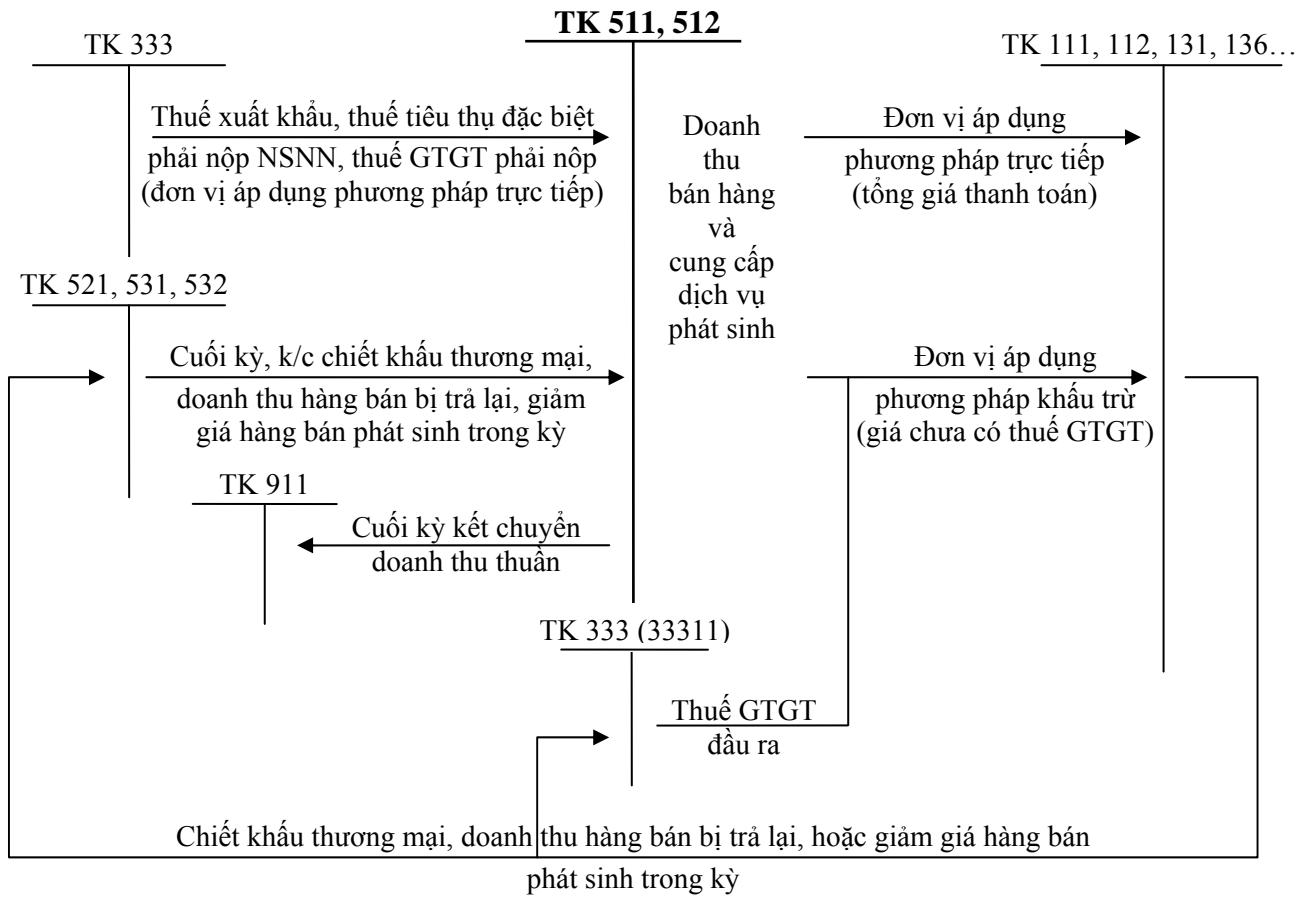 TK 511, 512
TK 333
TK 111, 112, 131, 136…
Thuế xuất khẩu, thuế tiêu thụ đặc biệt
phải nộp NSNN, thuế GTGT phải nôp
(đơn vị áp dụng phương pháp trực tiếp)
Doanh
thu
bán hàng
và
cung cấp
dịch vụ
phát sinh
Đơn vị áp dụng
phương pháp trực tiếp
(tổng giá thanh toán)
TK 521, 531, 532
Cuối kỳ, k/c chiết khấu thương mại,
doanh thu hàng bán bị trả lại, giảm
giá hàng bán phát sinh trong kỳ
Đơn vị áp dụng
phương pháp khấu trừ
(giá chưa có thuế GTGT)
TK 911
Cuối kỳ kết chuyển
doanh thu thuần
TK 333 (33311)
Thuế GTGT
đầu ra
Chiết khấu thương mại, doanh thu hàng bán bị trả lại, hoặc giảm giá hàng bán
phát sinh trong kỳ